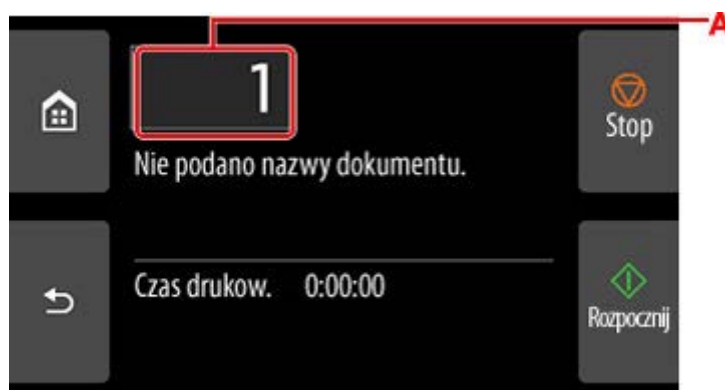 A
1
Stop
Nie podano nazwy dokumentu.
Czas drukow. 0:00:00
Rozpocznij